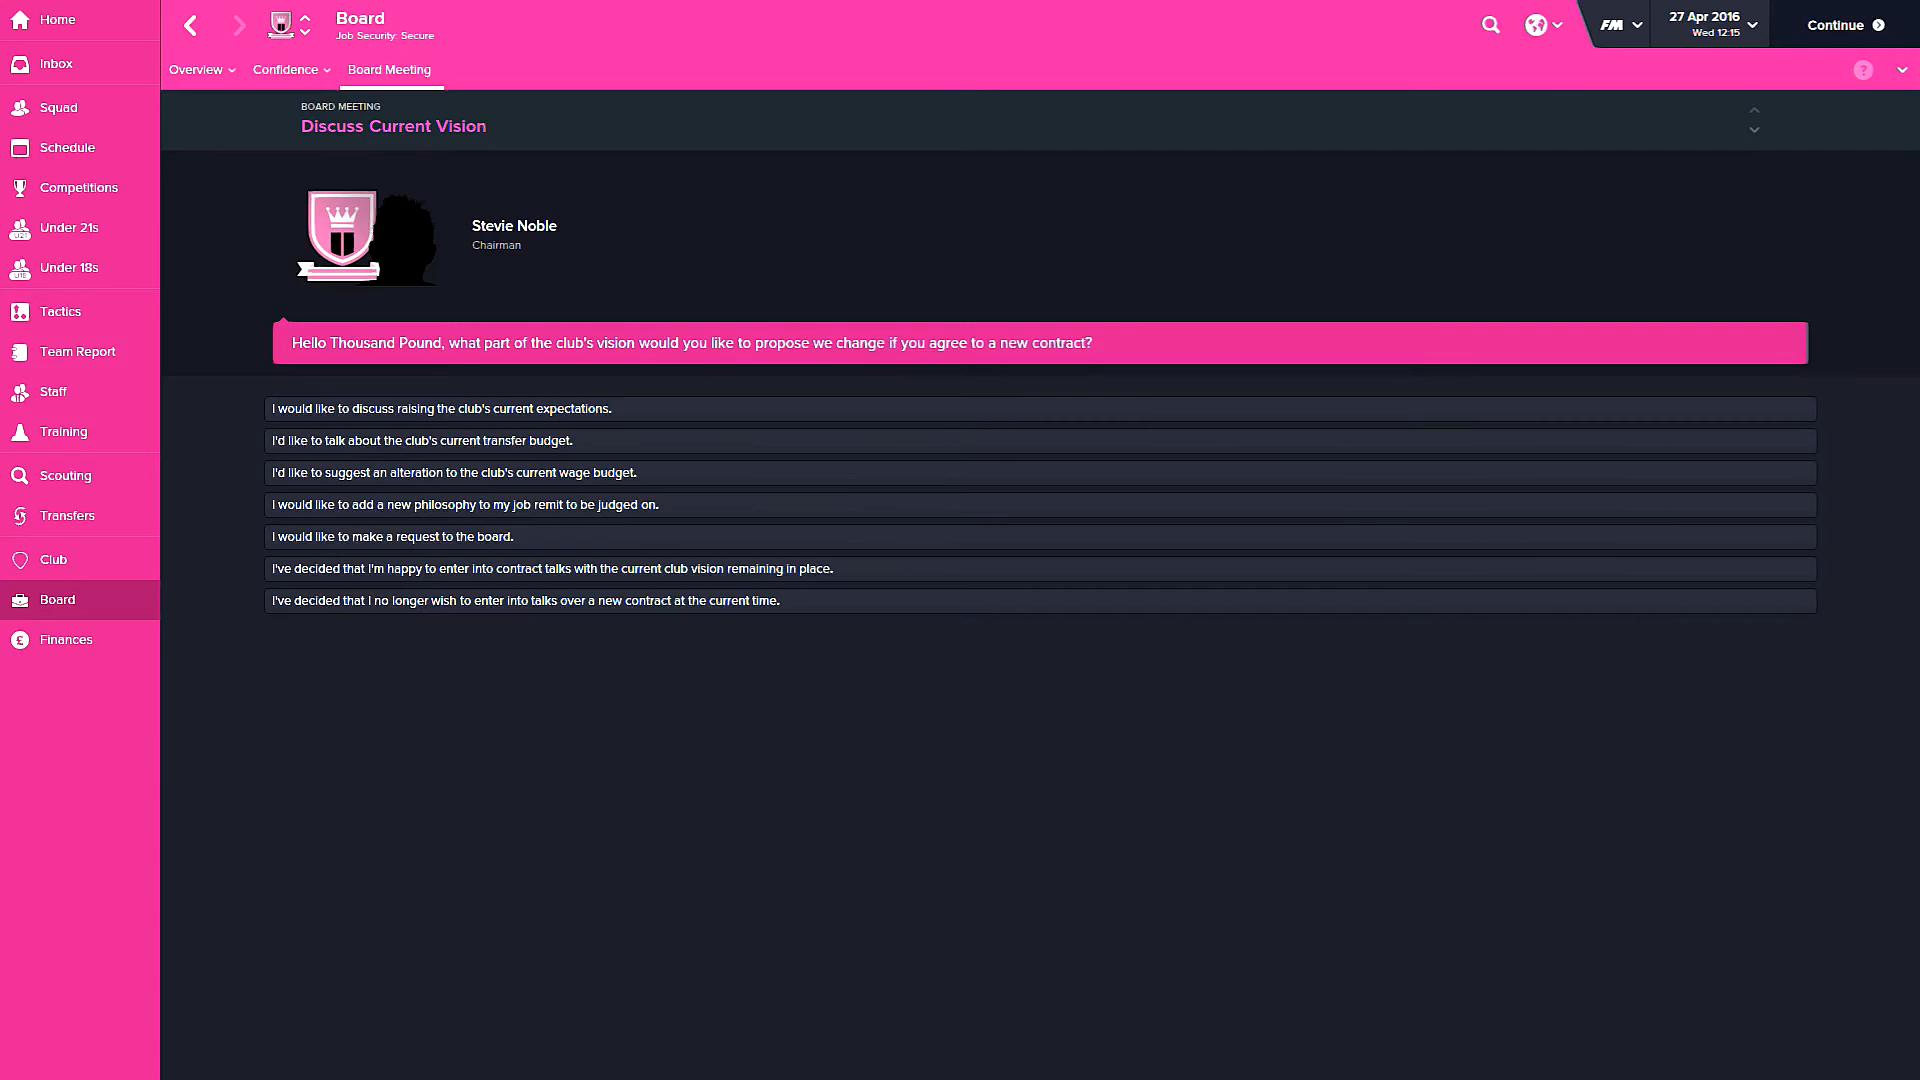 Home
Inbox
Squad
Schedule
Competitions
Under 21s
Under 18s
Tactics
Team Report
Staff
Training
Scouting
Transfers
Club
Board
Finances
Board
Job Security: Secure
FM
27 Apr 2016
Wed 12:15
Continue
Overview
Confidence
Board Meeting
?
BOARD MEETING
Discuss Current Vision
Stevie Noble
Chairman
Hello Thousand Pound, what part of the club's vision would you like to propose we change if you agree to a new contract?
I would like to discuss raising the club's current expectations.
I'd like to talk about the club's current transfer budget.
I'd like to suggest an alteration to the club's current wage budget.
I would like to add a new philosophy to my job remit to be judged on.
I would like to make a request to the board.
I've decided that I'm happy to enter into contract talks with the current club vision remaining in place.
I've decided that I no longer wish to enter into talks over a new contract at the current time.